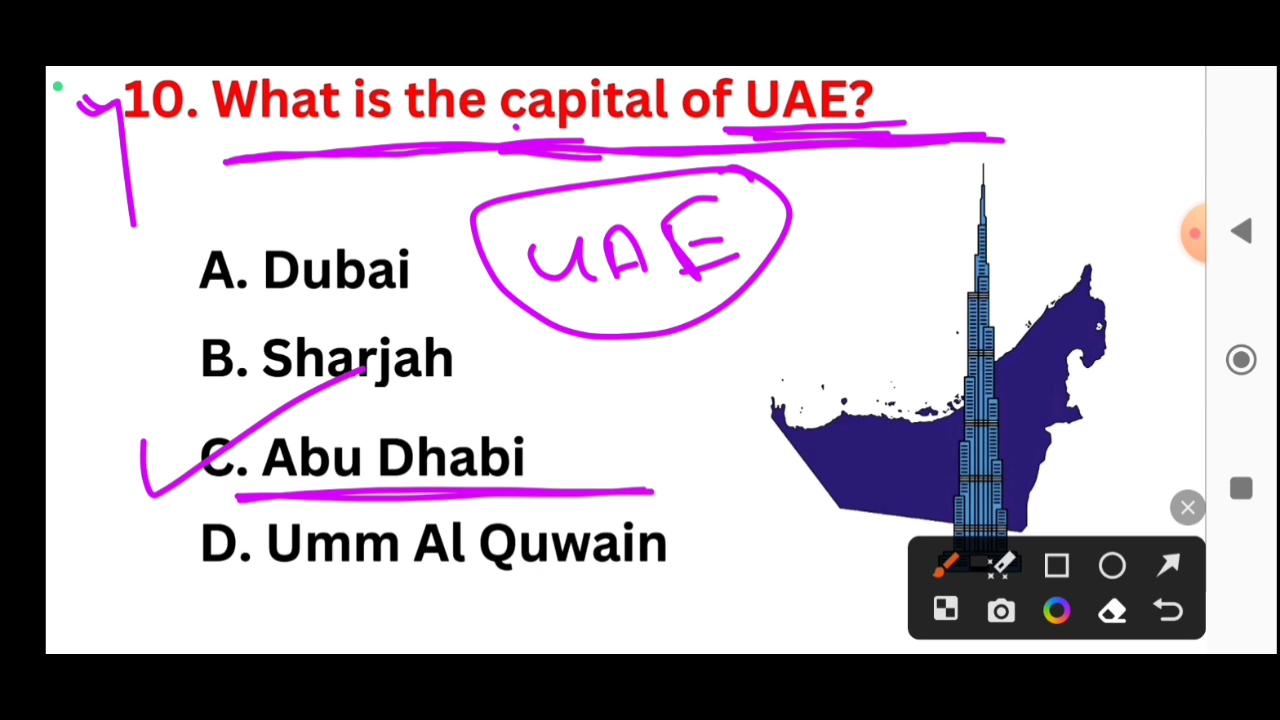 10. What is the capital of UAE?
UAE
A. Dubai
B. Sharjah
C. Abu Dhabi
D. Umm Al Quwain